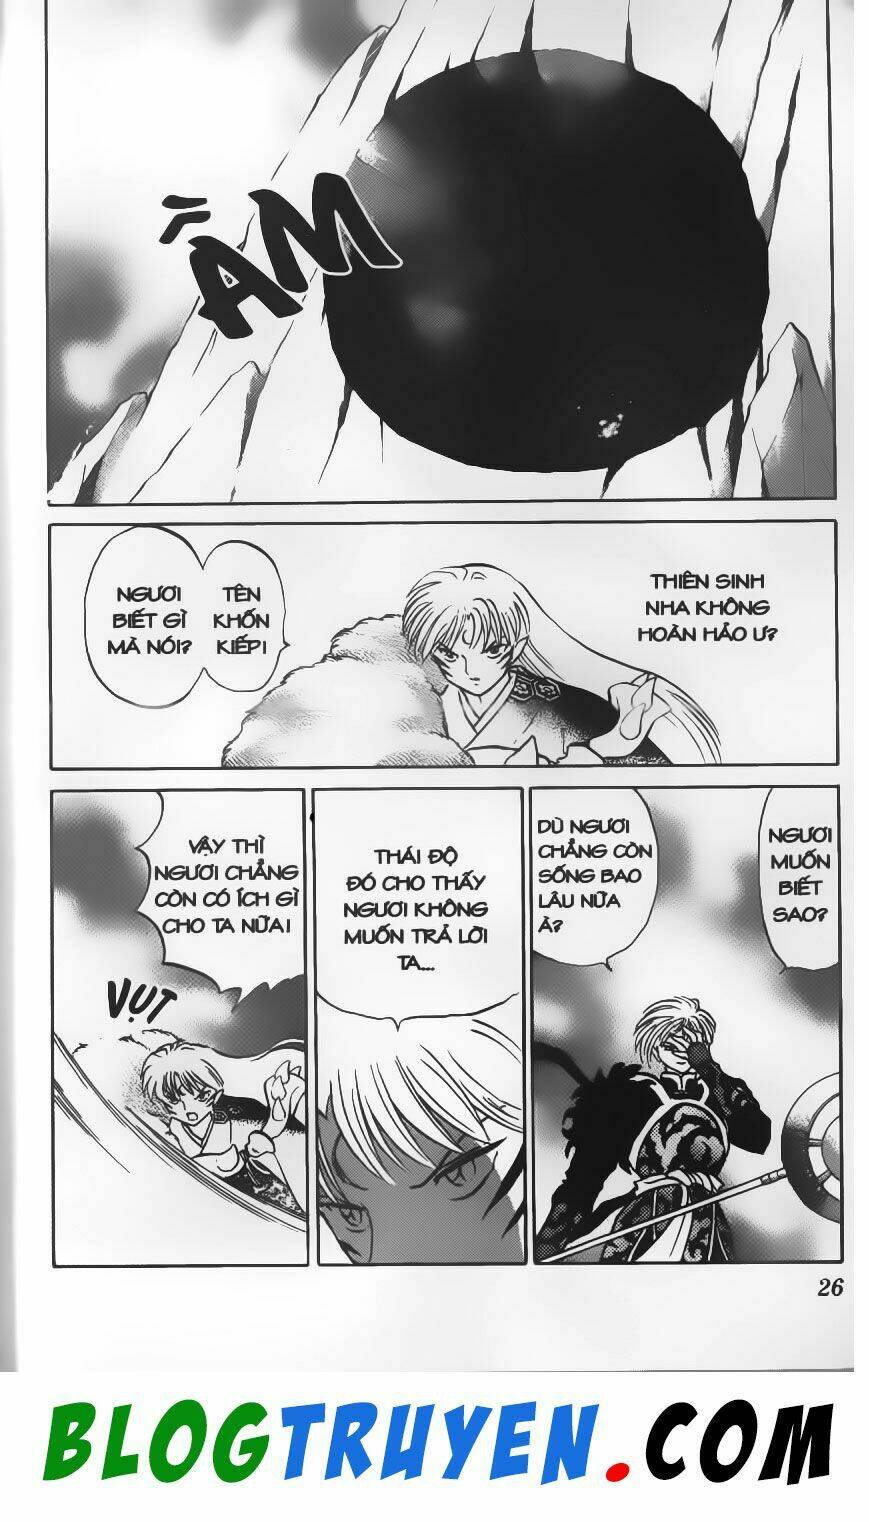 ẦM
THIÊN SINH
NHA KHÔNG
HOÀN HẢO Ư?
TÊN
KHỐN
KIẾP!
NGƯƠI
BIẾT GÌ
MÀ NÓI?
NGƯƠI
MUỐN
BIẾT
SAO?
DÙ NGƯƠI
CHẲNG CÒN
SỐNG BAO
LÂU NỮA
À?
THÁI ĐỘ
ĐÓ CHO THẤY
NGƯƠI KHÔNG
MUỐN TRẢ LỜI
TA...
VẬY THÌ
NGƯƠI CHẲNG
CÒN CÓ ÍCH GÌ
CHO TA NỮA!
VỤT
26
BLOGTRUYEN.COM